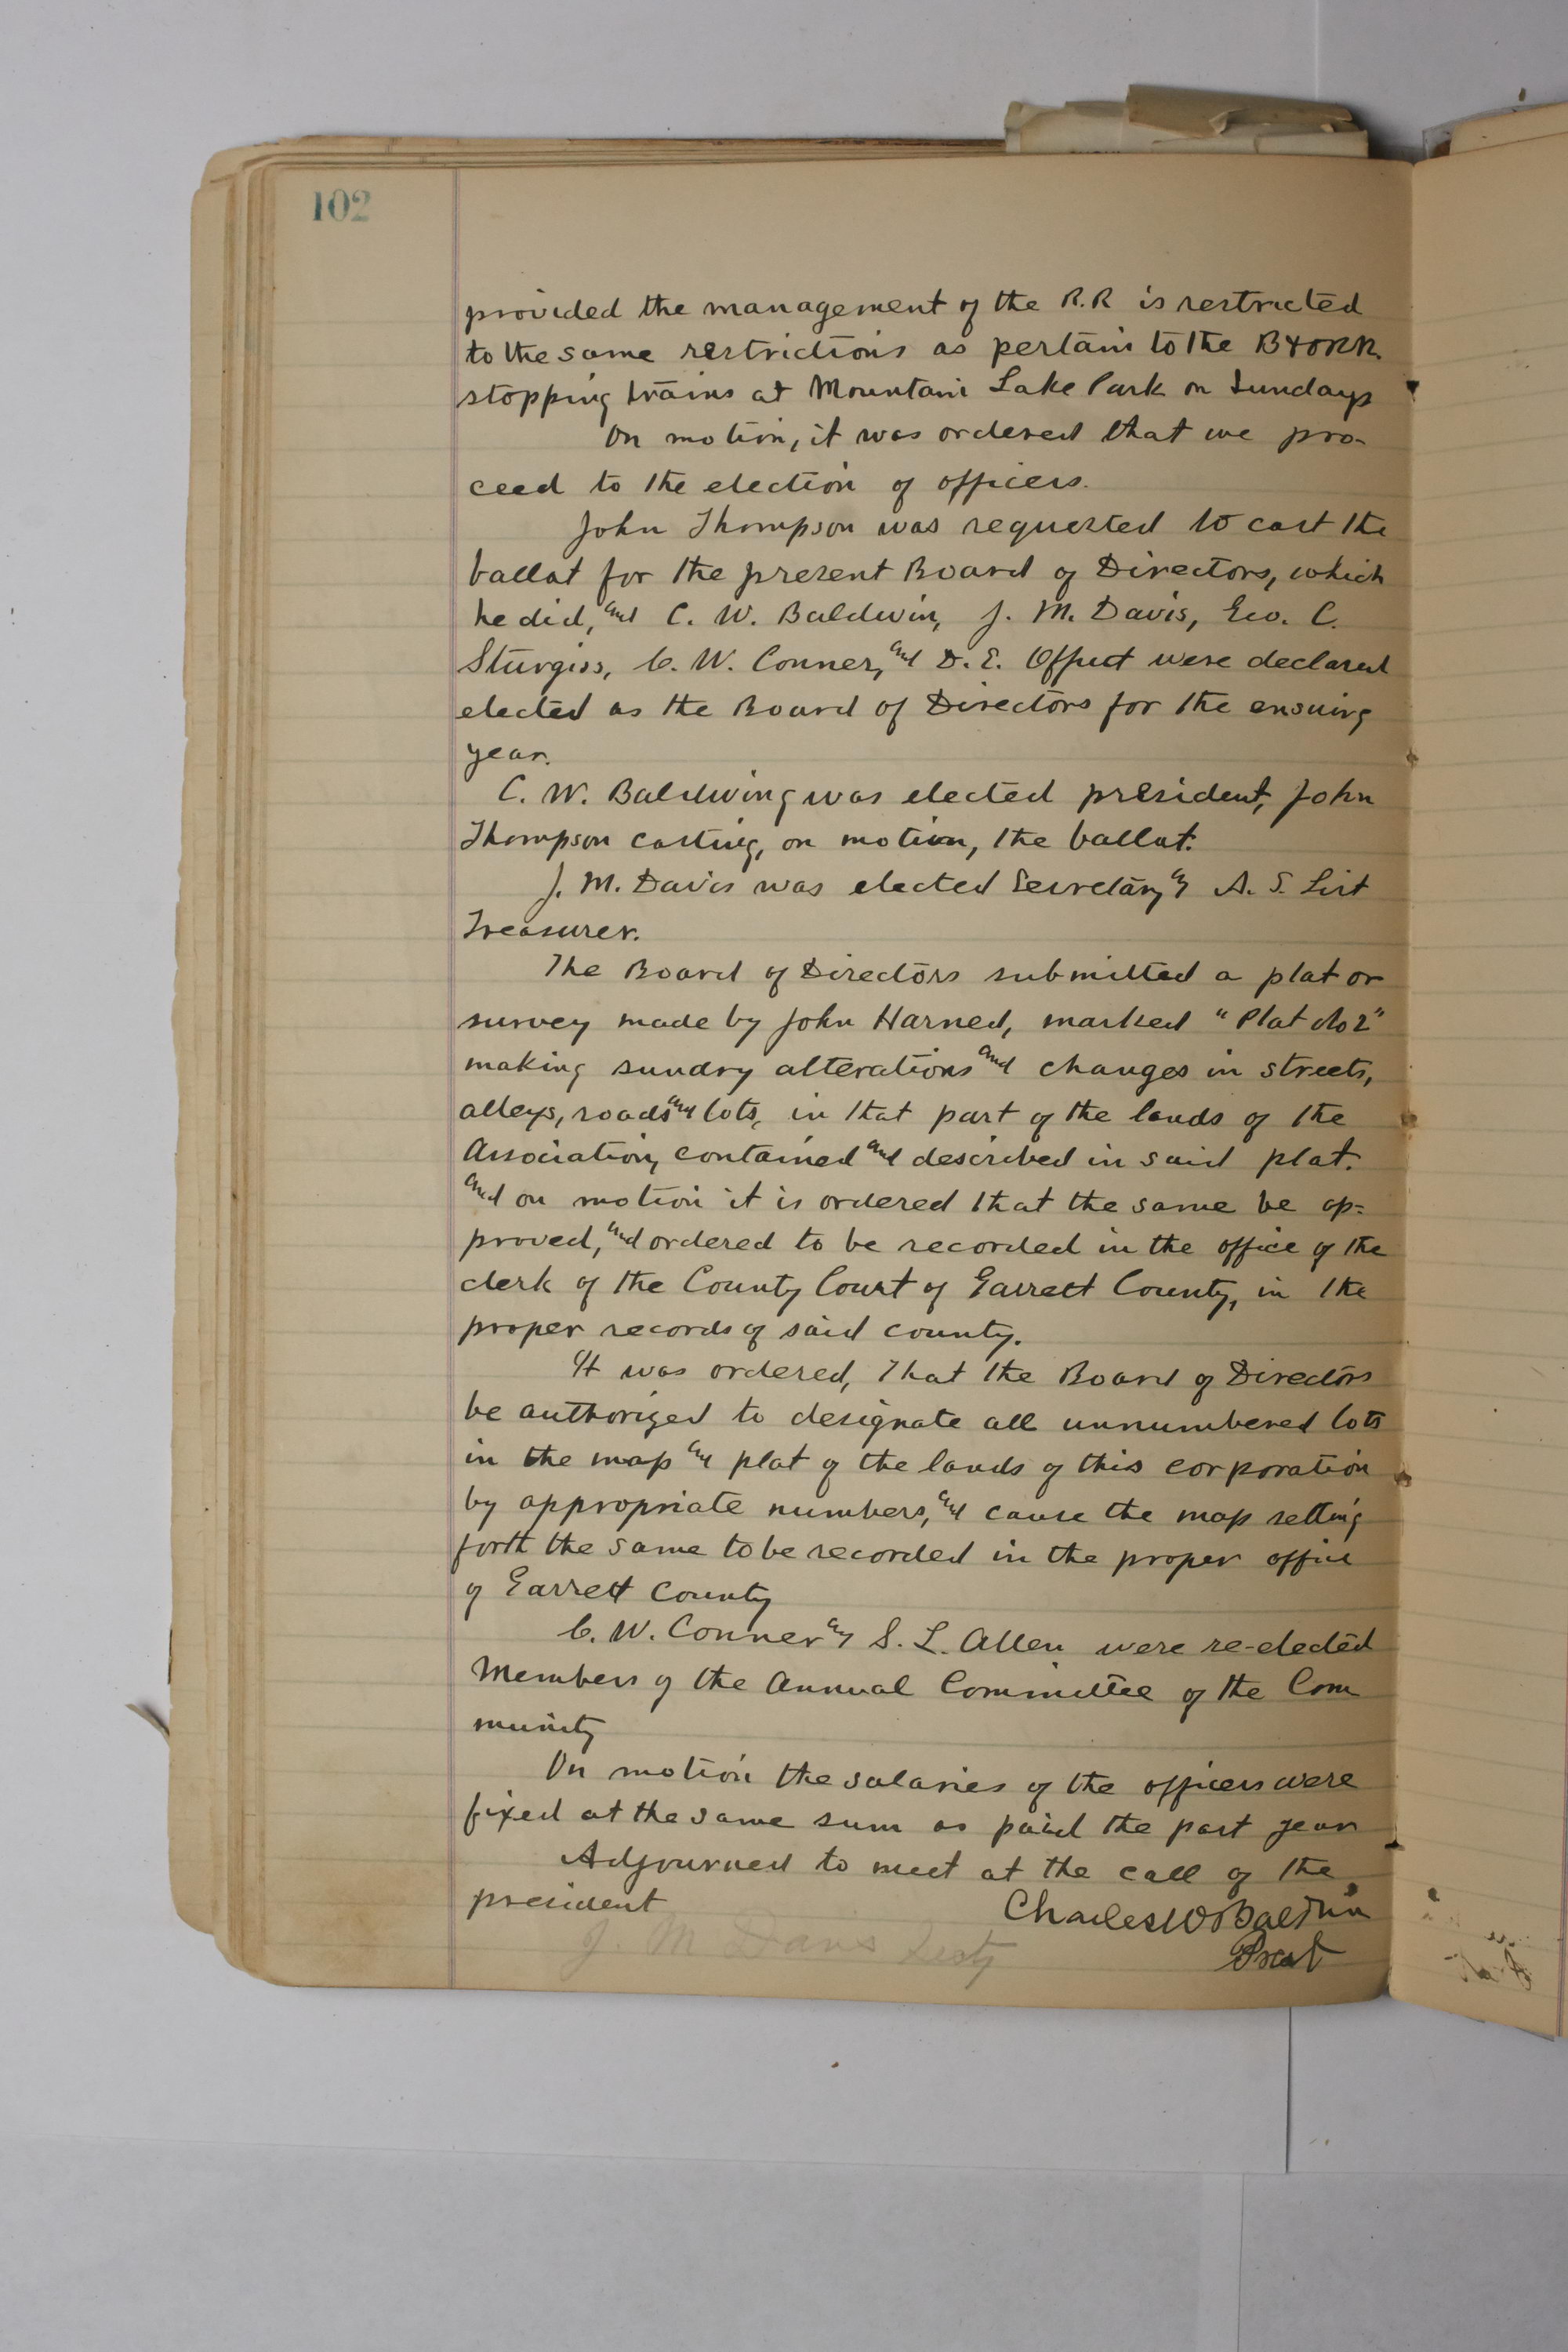 102
provided the management of the R.R is restricted
to the same restrictions as pertain to the B&ORR.
stopping trains at Mountain Lake Park on Sundays
On motion, it was ordered that we pro-
ceed to the election of officers.
John Thompson was requested to cast the
ballot for the present Board of Directors, which
he did, and C. W. Baldwin, J. M. Davis, Geo. C.
Sturgiss, C. W. Conner, and D. E. Offutt were declared
elected as the Board of Directors for the ensuing
year.
C. W. Baldwing was elected president, John
Thompson casting, on motion, the ballot.
J. M. Davis was elected Secretary and A. S. List
Treasurer.
The Board of Directors submitted a plat or
survey made by John Harned, marked "Plat No 2"
making sundry alterations and changes in streets,
alleys, roads and lots, in that part of the lands of the
Association, contained and described in said plat.
and on motion it is ordered that the same be ap=
proved, and ordered to be recorded in the office of the
clerk of the County Court of Garrett County, in the
proper records of said county.
It was ordered, That the Board of Directors
be authorized to designate all unnumbered lots
in the map and plat of the lands of this corporation
by appropriate numbers, and cause the map setting
forth the same to be recorded in the proper office
of Garrett County
C. W. Conner and S. L. Allen were re-elected
Members of the Annual Committee of the Com
munity
On motion the salaries of the officers were
fixed at the same sum as paid the past year
Adjourned to meet at the call of the
president
Charles W Baldwin
J M Davis Secty
Prest